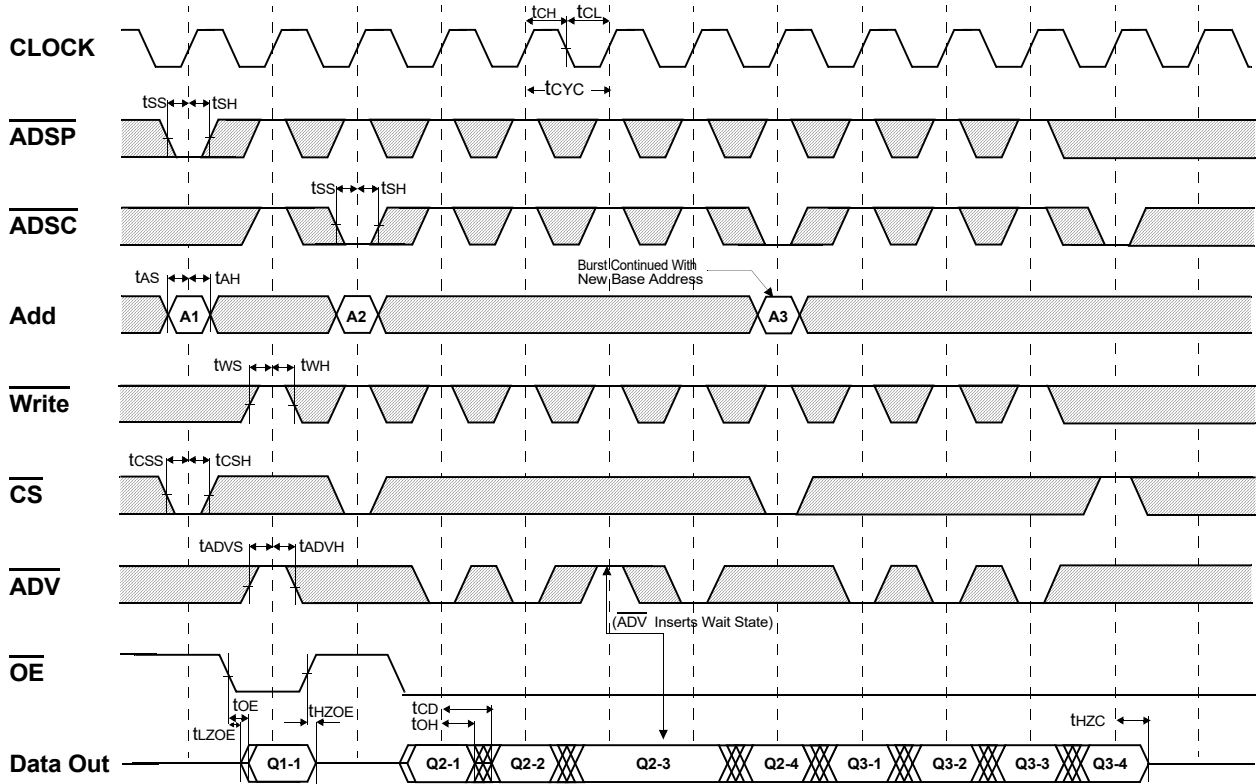 tCH tCL
CLOCK
tCYC
tSS tSH
ADSP
tSS tSH
ADSC
Burst Continued With
New Base Address
tAS tAH
Add A1 A2 A3
tWS tWH
Write
tCSS tCSH
CS
tADVS tADVH
ADV
(ADV Inserts Wait State)
OE
tOE
tHZOE
tCD
tOH
tHZC
tLZOE
Data Out Q1-1 Q2-1 Q2-2 Q2-3 Q2-4 Q3-1 Q3-2 Q3-3 Q3-4